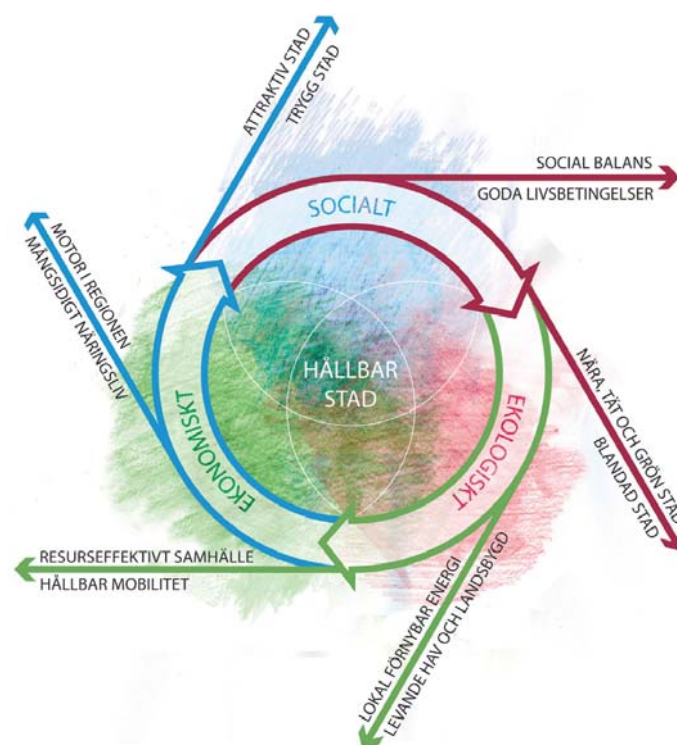 ATTRAKTIV STAD
TRYGG STAD
SOCIAL BALANS
GODA LIVSBETINGELSER
SOCIALT
MOTOR I REGIONEN
MÅNGSIDIGT NÄRINGSLIV
HÅLLBAR
STAD
NÄRA, TÄT OCH GRÖN STAD
BLANDAD STAD
EKONOMISKT
EKOLOGISKT
RESURSEFFEKTIVT SAMHÄLLE
HÅLLBAR MOBILITET
LOKAL FÖRNYBAR ENERGI
LEVANDE HAV OCH LANDSBYGD